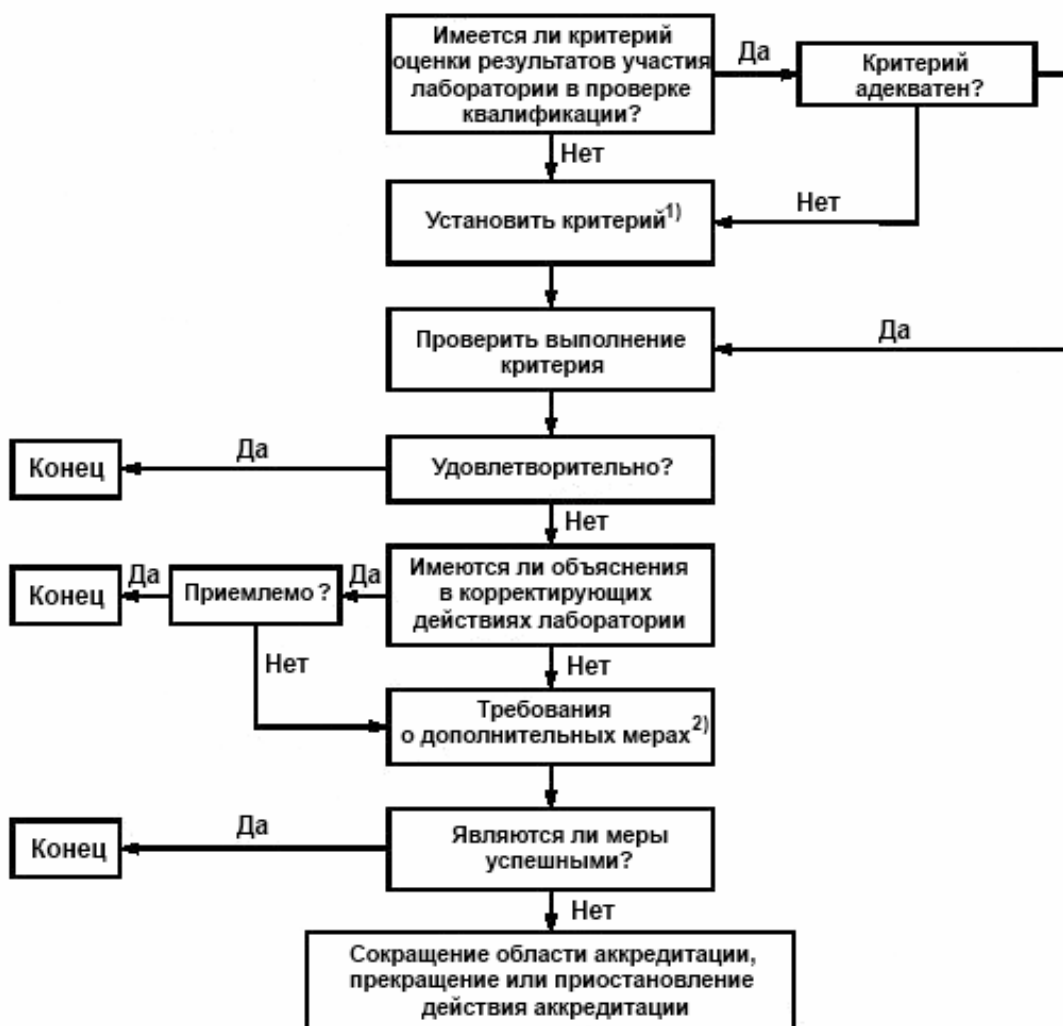 Имеется ли критерий
оценки результатов участия
лаборатории в проверке
квалификации?
Да
Критерий
адекватен?
Нет
Нет
Установить критерий1)
Проверить выполнение
критерия
Да
Удовлетворительно?
Да
Конец
Нет
Имеются ли объяснения
в корректирующих
действиях лаборатории
Да
Приемлемо ?
Да
Конец
Нет
Нет
Требования
о дополнительных мерах2)
Являются ли меры
успешными?
Да
Конец
Нет
Сокращение области аккредитации,
прекращение или приостановление
действия аккредитации